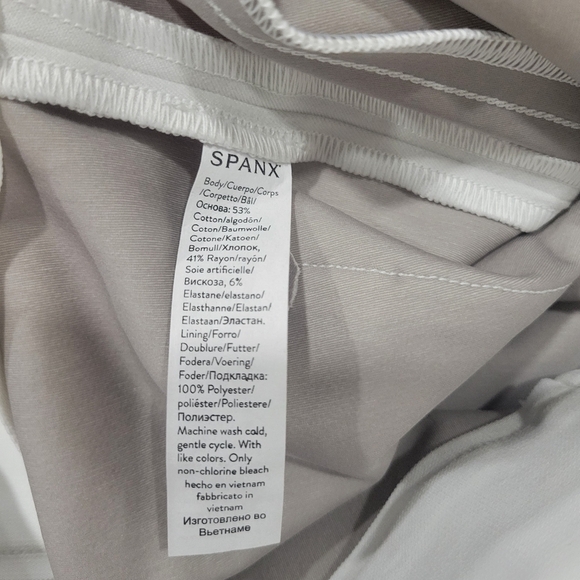 SPANX
Body/Cuerpo/Corps
/Corpetto/Bål/
Основа: 53%
Cotton/algodón/
Coton/Baumwolle/
Cotone/Katoen/
Bomull/Хлопок,
41% Rayon/rayón/
Soie artificielle/
Вискоза, 6%
Elastane/elastano/
Elasthanne/Elastan/
Elastaan/Эластан.
Lining/Forro/
Doublure/Futter/
Fodera/Voering/
Foder/Подкладка:
100% Polyester/
poliéster/Poliestere/
Полиэстер.
Machine wash cold,
gentle cycle. With
like colors. Only
non-chlorine bleach
hecho en vietnam
fabbricato in
vietnam
Изготовлено во
Вьетнаме